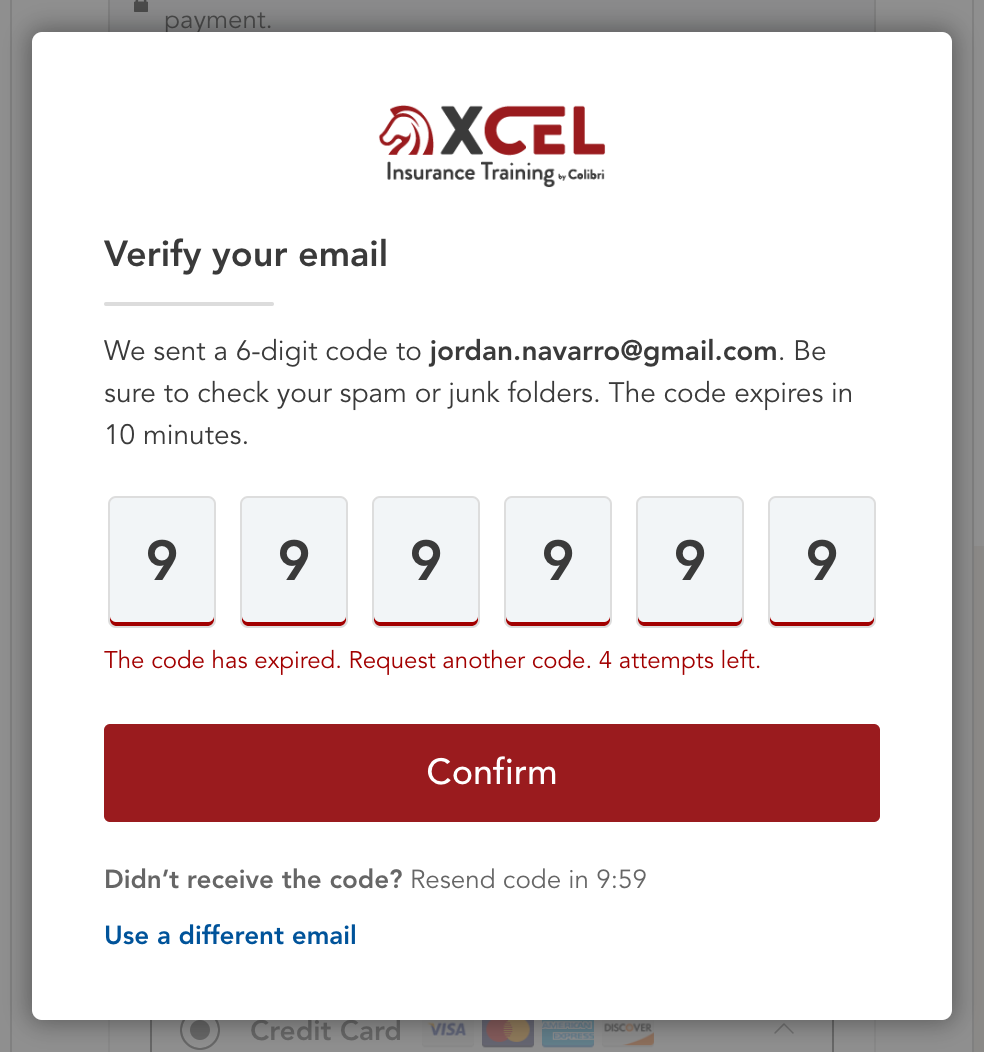 payment.
XCEL
Insurance Training by Colibri
Verify your email
We sent a 6-digit code to jordan.navarro@gmail.com. Be
sure to check your spam or junk folders. The code expires in
10 minutes.
9 9 9 9 9 9
The code has expired. Request another code. 4 attempts left.
Confirm
Didn’t receive the code? Resend code in 9:59
Use a different email
Credit Card VISA AMERICAN EXPRESS DISCOVER